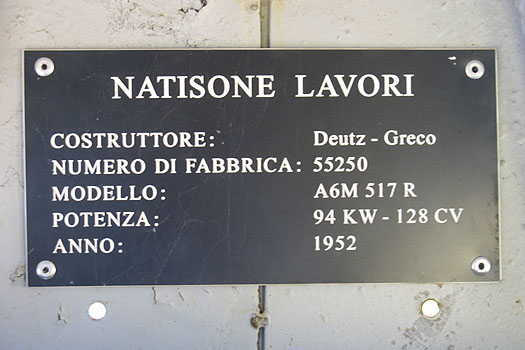 NATISONE LAVORI
COSTRUTTORE: Deutz - Greco
NUMERO DI FABBRICA: 55250
MODELLO: A6M 517 R
POTENZA: 94 KW - 128 CV
ANNO: 1952